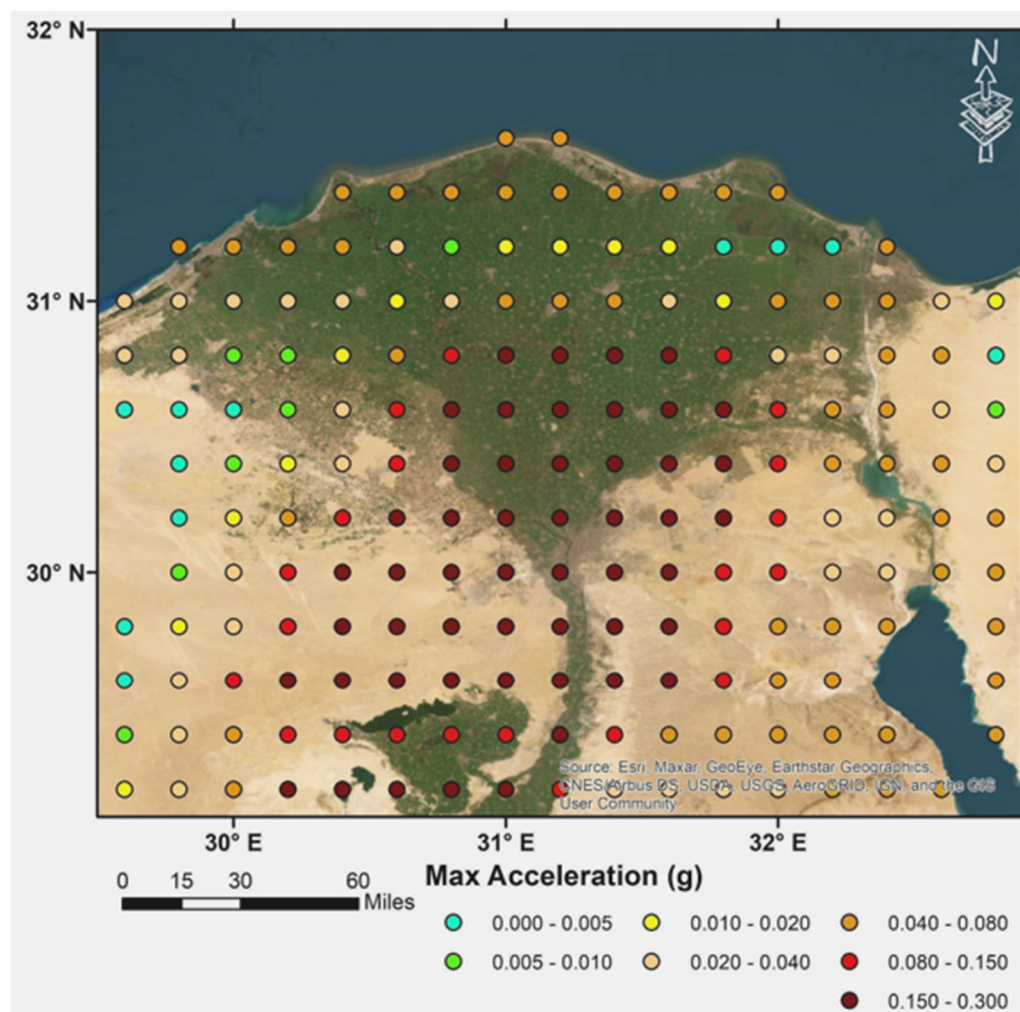 32° N
N
31° N
30° N
Source: Esri, Maxar, GeoEye, Earthstar Geographics,
CNES/Airbus DS, USDA, USGS, AeroGRID, IGN, and the GIS
User Community
30° E
31° E
32° E
0 15 30 60
Miles
Max Acceleration (g)
0.000 - 0.005
0.010 - 0.020
0.040 - 0.080
0.005 - 0.010
0.020 - 0.040
0.080 - 0.150
0.150 - 0.300